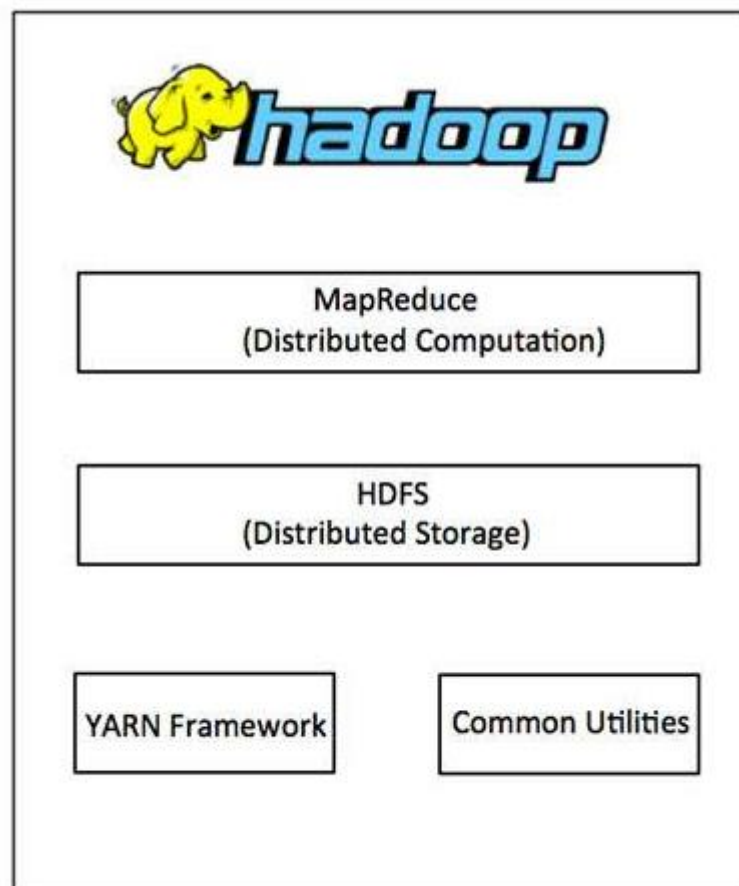 hadoop
MapReduce
(Distributed Computation)
HDFS
(Distributed Storage)
YARN Framework
Common Utilities